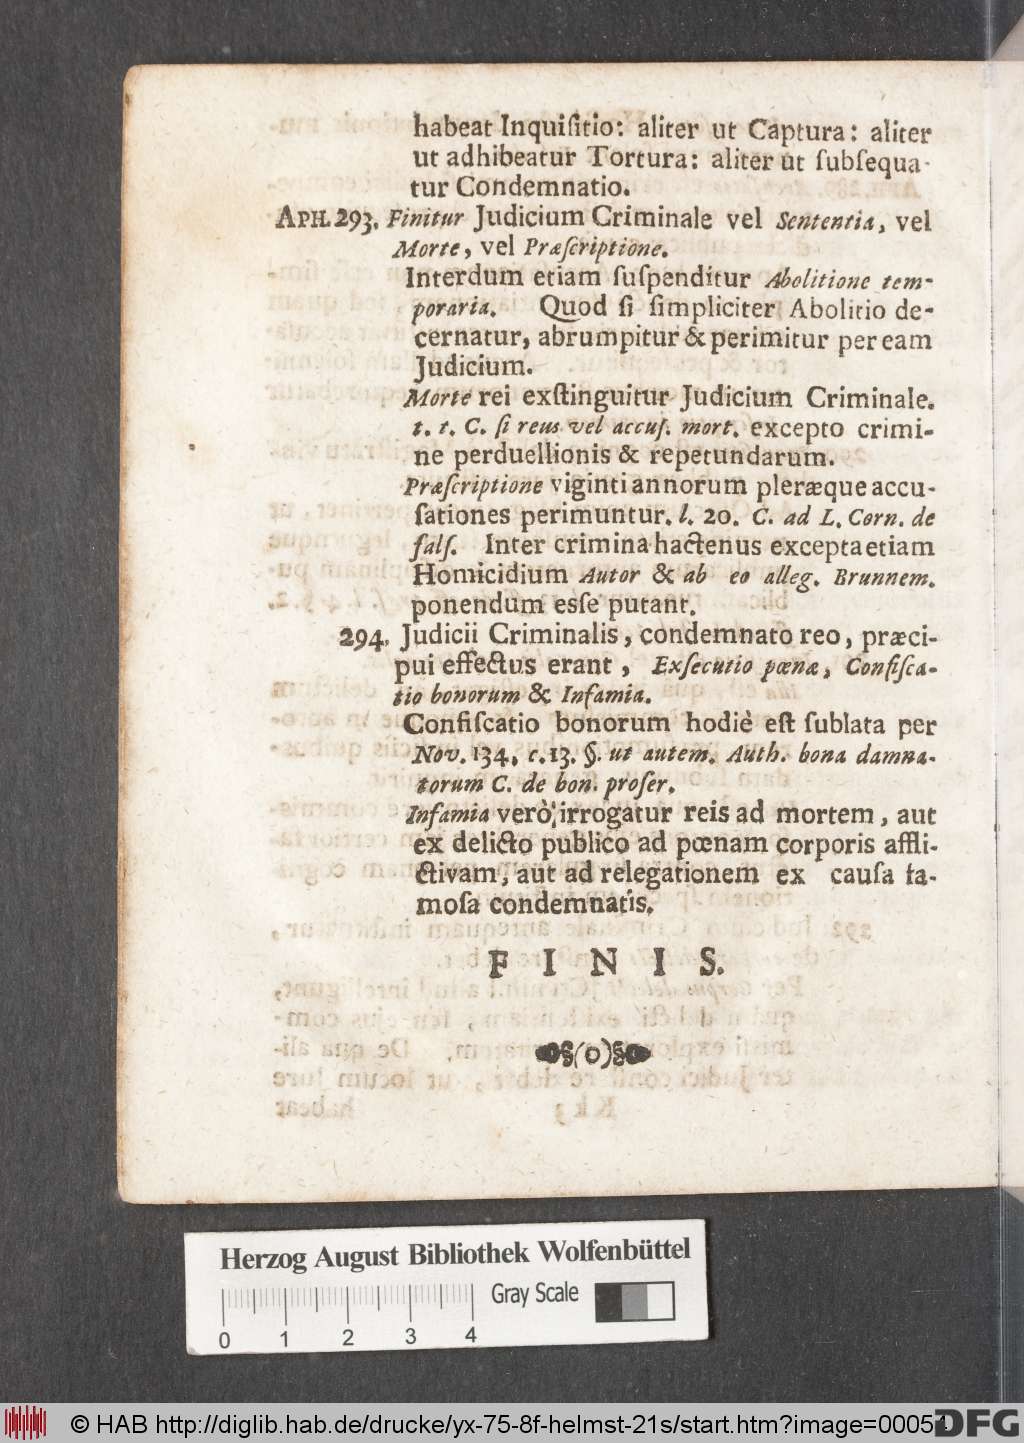 habeat Inquiſitio: aliter ut Captura: aliter
ut adhibeatur Tortura: aliter ut ſubſequa-
tur Condemnatio.
APH. 293. Finitur Judicium Criminale vel Sententia, vel
Morte, vel Præſcriptione.
Interdum etiam ſuſpenditur Abolitione tem-
poraria. Quod ſi ſimpliciter Abolitio de-
cernatur, abrumpitur & perimitur per eam
Judicium.
Morte rei exſtinguitur Judicium Criminale.
t. t. C. ſi reus vel accuſ. mort. excepto crimi-
ne perduellionis & repetundarum.
Præſcriptione viginti annorum pleræque accu-
ſationes perimuntur. l. 20. C. ad L. Corn. de
falſ. Inter crimina hactenus excepta etiam
Homicidium Autor & ab eo alleg. Brunnem.
ponendum esſe putant.
294. Judicii Criminalis, condemnato reo, præci-
pui effectus erant, Exſecutio pœnæ, Confiſca-
tio bonorum & Infamia.
Confiſcatio bonorum hodiè eſt ſublata per
Nov. 134. c. 13. §. ut autem. Auth. bona damna-
torum C. de bon. proſer.
Infamia verò irrogatur reis ad mortem, aut
ex delicto publico ad pœnam corporis affli-
ctivam, aut ad relegationem ex cauſa fa-
moſa condemnatis.
F I N I S.
§(o)§
Herzog August Bibliothek Wolfenbüttel
Gray Scale
0 1 2 3 4
© HAB http://diglib.hab.de/drucke/yx-75-8f-helmst-21s/start.htm?image=00054
DFG